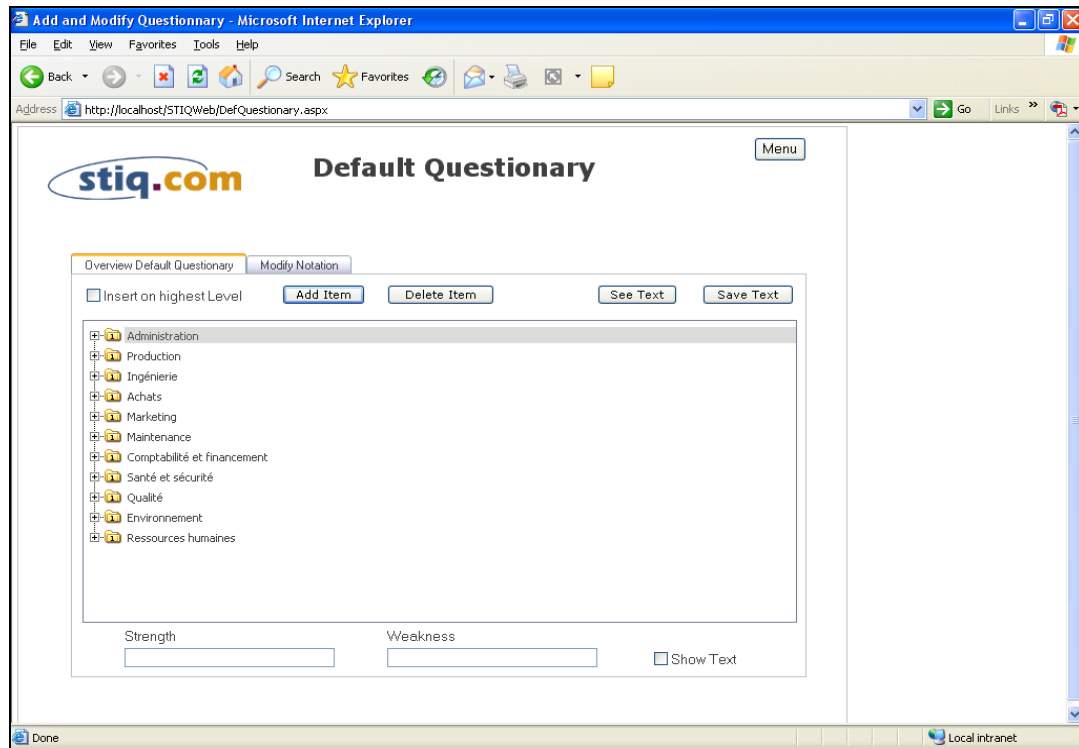 Add and Modify Questionnary - Microsoft Internet Explorer
File Edit View Favorites Tools Help
Back Search Favorites
Address http://localhost/STIQWeb/DefQuestionary.aspx Go Links »
Menu
stiq.com Default Questionary
Overview Default Questionary Modify Notation
Insert on highest Level Add Item Delete Item See Text Save Text
Administration
Production
Ingénierie
Achats
Marketing
Maintenance
Comptabilité et financement
Santé et sécurité
Qualité
Environnement
Ressources humaines
Strength Weakness
Show Text
Done Local intranet